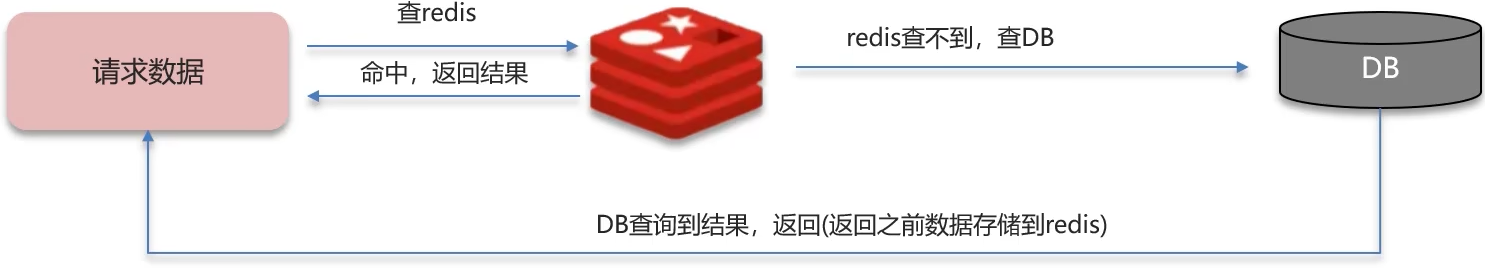 查redis
redis查不到，查DB
请求数据
命中，返回结果
DB
DB查询到结果，返回(返回之前数据存储到redis)